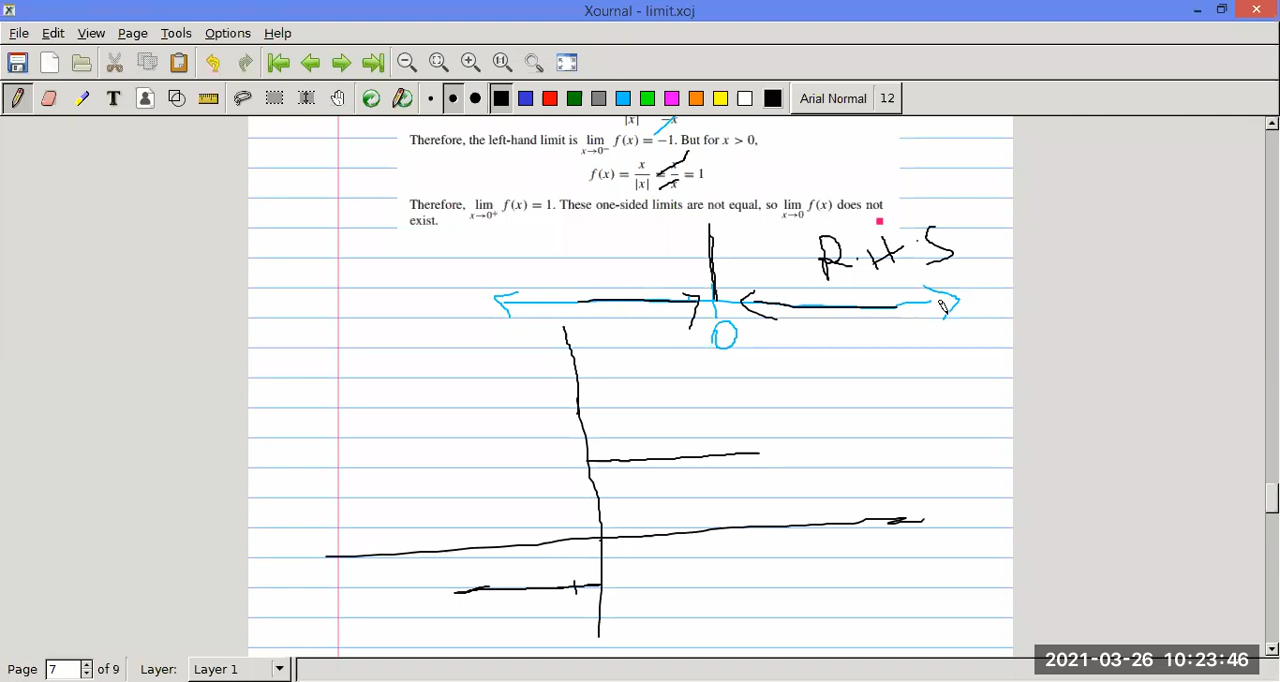 Xournal - limit.xoj
File Edit View Page Tools Options Help
Arial Normal 12
|x| -x
Therefore, the left-hand limit is lim x→0⁻ f(x) = −1. But for x > 0,
f(x) = x/|x| = x/x = 1
Therefore, lim x→0⁺ f(x) = 1. These one-sided limits are not equal, so lim x→0 f(x) does not
exist.
R.H.S
0
Page 7 of 9 Layer: Layer 1
2021-03-26 10:23:46